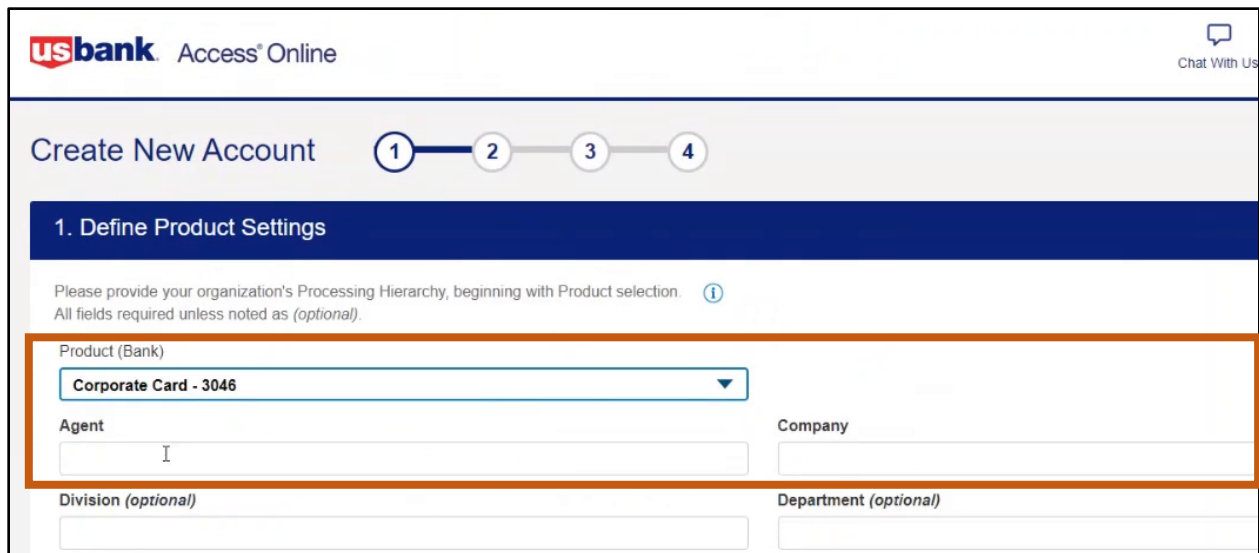 usbank Access® Online
Chat With Us
Create New Account 1 2 3 4
1. Define Product Settings
Please provide your organization's Processing Hierarchy, beginning with Product selection. i
All fields required unless noted as (optional).
Product (Bank)
Corporate Card - 3046
Agent Company
Division (optional) Department (optional)